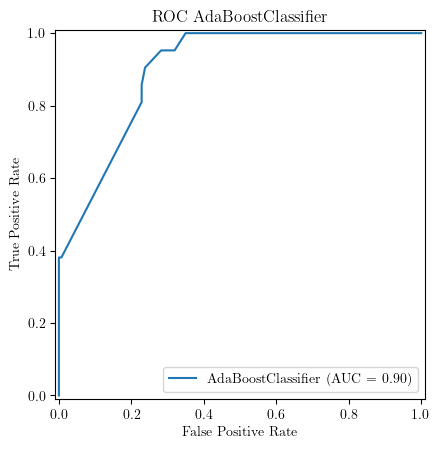 ROC AdaBoostClassifier
1.0
0.8
0.6
0.4
0.2
0.0
True Positive Rate
AdaBoostClassifier (AUC = 0.90)
0.0 0.2 0.4 0.6 0.8 1.0
False Positive Rate